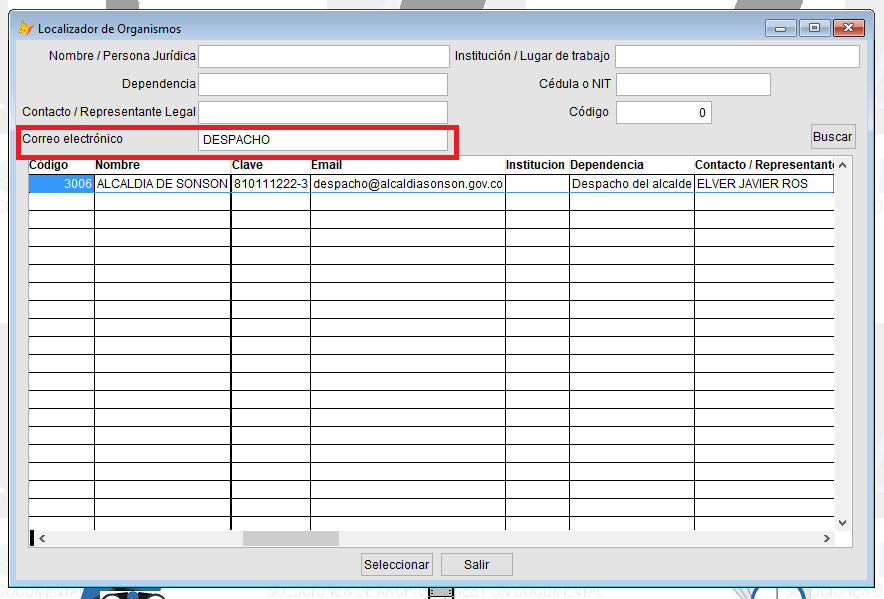 Localizador de Organismos
Nombre / Persona Jurídica
Institución / Lugar de trabajo
Dependencia
Cédula o NIT
Contacto / Representante Legal
Código 0
Correo electrónico DESPACHO
Buscar
Código Nombre Clave Email Institucion Dependencia Contacto / Representante
3006 ALCALDIA DE SONSON 810111222-3 despacho@alcaldiasonson.gov.co Despacho del alcalde ELVER JAVIER ROS
Seleccionar Salir